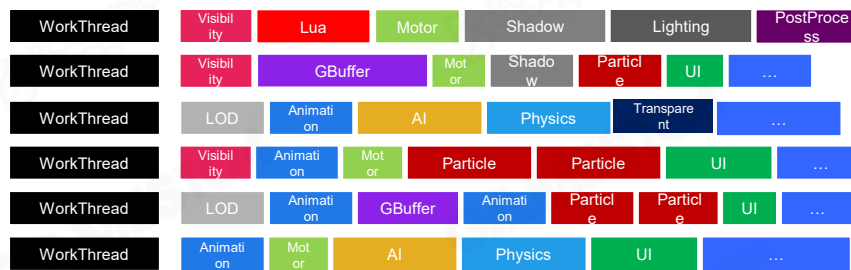 WorkThread Visibil
ity Lua Motor Shadow Lighting PostProce
ss
WorkThread Visibil
ity GBuffer Mot
or Shado
w Particl
e UI …
WorkThread LOD Animati
on AI Physics Transpare
nt …
WorkThread Visibil
ity Animati
on Mot
or Particle Particle UI …
WorkThread LOD Animati
on GBuffer Animati
on Particl
e Particl
e UI …
WorkThread Animati
on Mot
or AI Physics UI …